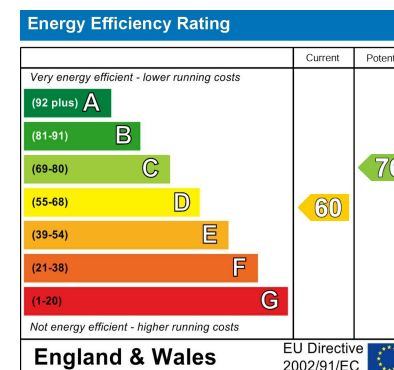 Energy Efficiency Rating
Current
Very energy efficient - lower running costs
(92 plus) A
(81-91) B
(69-80) C
(55-68) D
60
(39-54) E
(21-38) F
(1-20) G
Not energy efficient - higher running costs
England & Wales
EU Directive
2002/91/EC